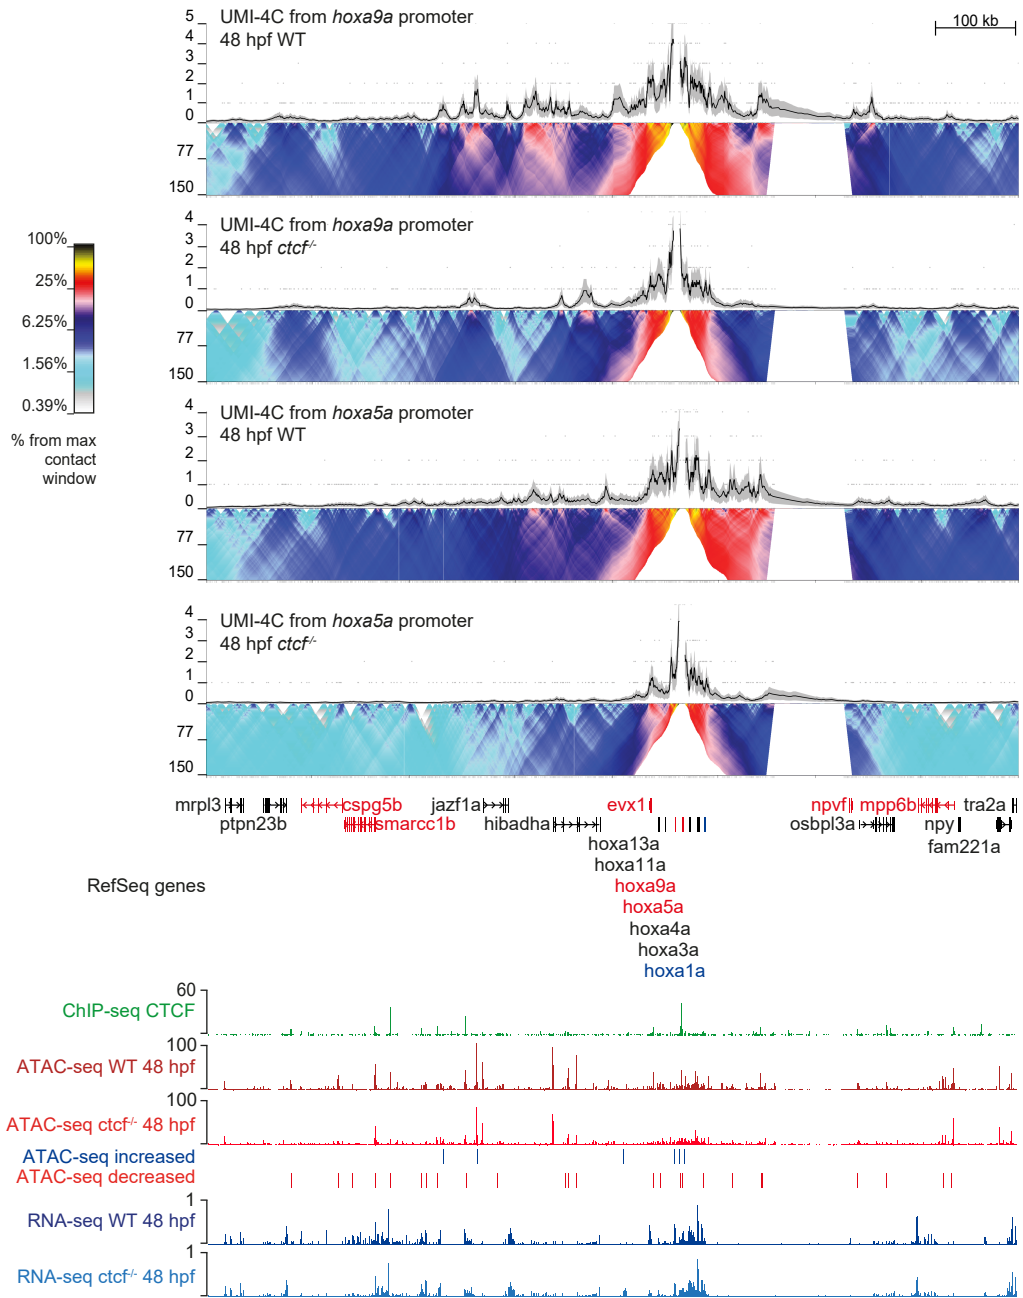 UMI-4C from hoxa9a promoter
48 hpf WT
100 kb
5
4
3
2
1
0
77
150
UMI-4C from hoxa9a promoter
48 hpf ctcf-/-
4
3
2
1
0
77
150
100%
25%
6.25%
1.56%
0.39%
% from max
contact
window
UMI-4C from hoxa5a promoter
48 hpf WT
4
3
2
1
0
77
150
UMI-4C from hoxa5a promoter
48 hpf ctcf-/-
4
3
2
1
0
77
150
mrpl3 cspg5b jazf1a evx1 npvf mpp6b tra2a
ptpn23b smarcc1b hibadha osbpl3a npy
hoxa13a fam221a
hoxa11a
RefSeq genes hoxa9a
hoxa5a
hoxa4a
hoxa3a
hoxa1a
60
ChIP-seq CTCF
100
ATAC-seq WT 48 hpf
100
ATAC-seq ctcf-/- 48 hpf
ATAC-seq increased
ATAC-seq decreased
1
RNA-seq WT 48 hpf
1
RNA-seq ctcf-/- 48 hpf